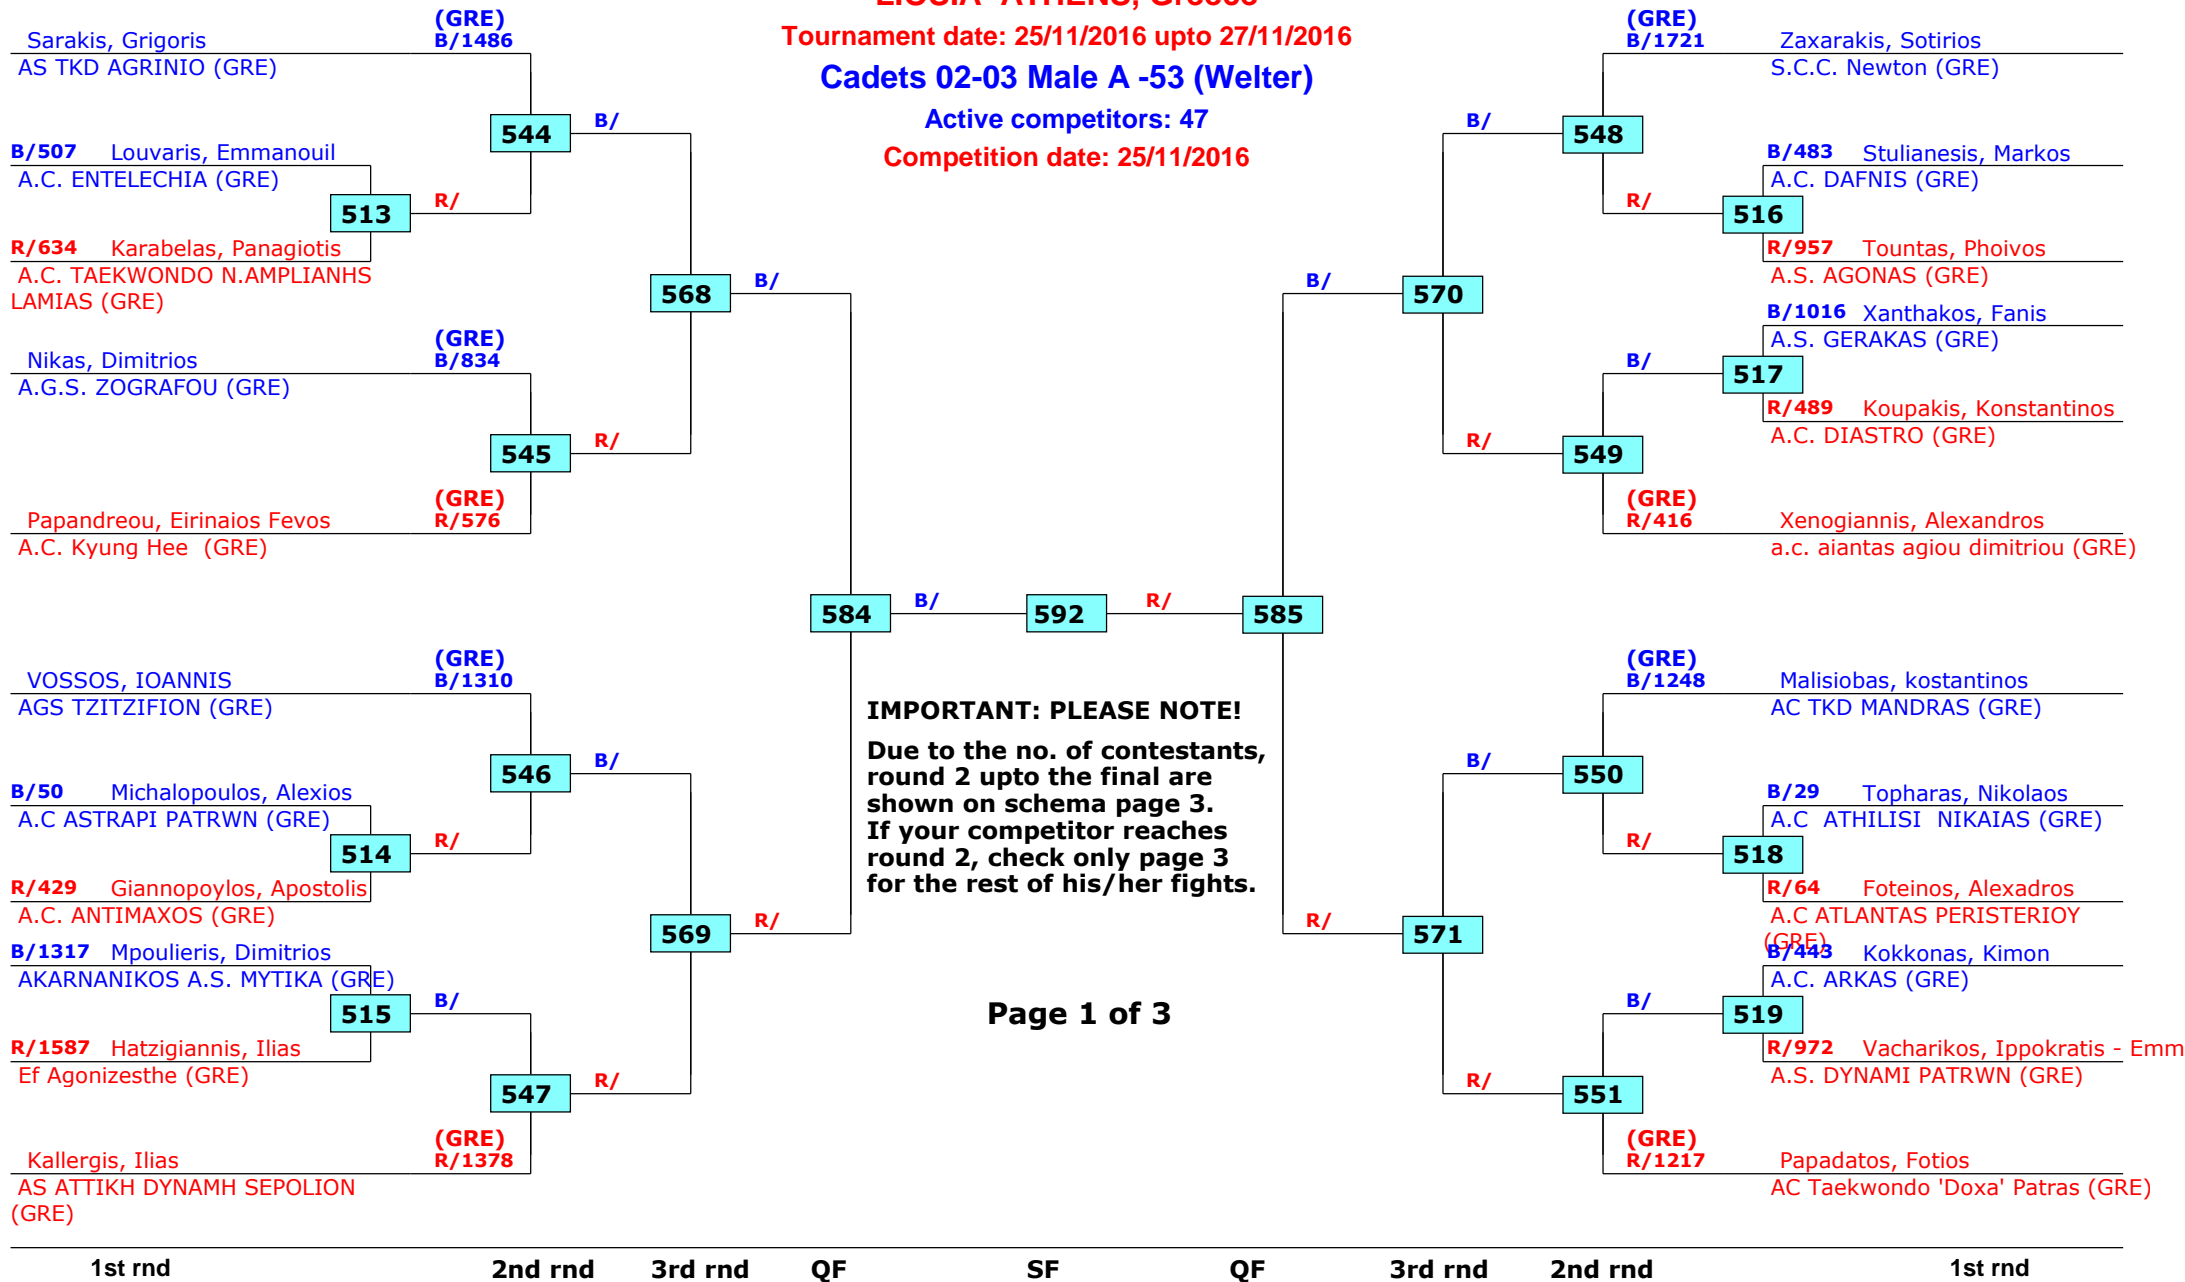 LIOSIA ATHENS, Greece
Tournament date: 25/11/2016 upto 27/11/2016
Cadets 02-03 Male A -53 (Welter)
Active competitors: 47
Competition date: 25/11/2016
(GRE)
Sarakis, Grigoris B/1486
AS TKD AGRINIO (GRE)
544 B/
B/507 Louvaris, Emmanouil
A.C. ENTELECHIA (GRE)
513 R/
R/634 Karabelas, Panagiotis
A.C. TAEKWONDO N.AMPLIANHS
LAMIAS (GRE)
568 B/
(GRE)
Nikas, Dimitrios B/834
A.G.S. ZOGRAFOU (GRE)
545 R/
(GRE)
Papandreou, Eirinaios Fevos R/576
A.C. Kyung Hee (GRE)
584 B/ 592 R/ 585
(GRE)
VOSSOS, IOANNIS B/1310
AGS TZITZIFION (GRE)
546 B/
B/50 Michalopoulos, Alexios
A.C ASTRAPI PATRWN (GRE)
514 R/
R/429 Giannopoylos, Apostolis
A.C. ANTIMAXOS (GRE)
569 R/
B/1317 Mpoulieris, Dimitrios
AKARNANIKOS A.S. MYTIKA (GRE)
515 B/
R/1587 Hatzigiannis, Ilias
Ef Agonizesthe (GRE)
547 R/
(GRE)
Kallergis, Ilias R/1378
AS ATTIKH DYNAMH SEPOLION
(GRE)
IMPORTANT: PLEASE NOTE!
Due to the no. of contestants,
round 2 upto the final are
shown on schema page 3.
If your competitor reaches
round 2, check only page 3
for the rest of his/her fights.
Page 1 of 3
(GRE)
B/1721 Zaxarakis, Sotirios
S.C.C. Newton (GRE)
B/ 548
B/483 Stulianesis, Markos
A.C. DAFNIS (GRE)
R/ 516
R/957 Tountas, Phoivos
A.S. AGONAS (GRE)
B/ 570
B/1016 Xanthakos, Fanis
A.S. GERAKAS (GRE)
B/ 517
R/489 Koupakis, Konstantinos
A.C. DIASTRO (GRE)
R/ 549
(GRE)
R/416 Xenogiannis, Alexandros
a.c. aiantas agiou dimitriou (GRE)
(GRE)
B/1248 Malisiobas, kostantinos
AC TKD MANDRAS (GRE)
B/ 550
B/29 Topharas, Nikolaos
A.C ATHILISI NIKAIAS (GRE)
R/ 518
R/64 Foteinos, Alexadros
A.C ATLANTAS PERISTERIOY
(GRE)
R/ 571
B/443 Kokkonas, Kimon
A.C. ARKAS (GRE)
B/ 519
R/972 Vacharikos, Ippokratis - Emm
A.S. DYNAMI PATRWN (GRE)
R/ 551
(GRE)
R/1217 Papadatos, Fotios
AC Taekwondo 'Doxa' Patras (GRE)
1st rnd 2nd rnd 3rd rnd QF SF QF 3rd rnd 2nd rnd 1st rnd